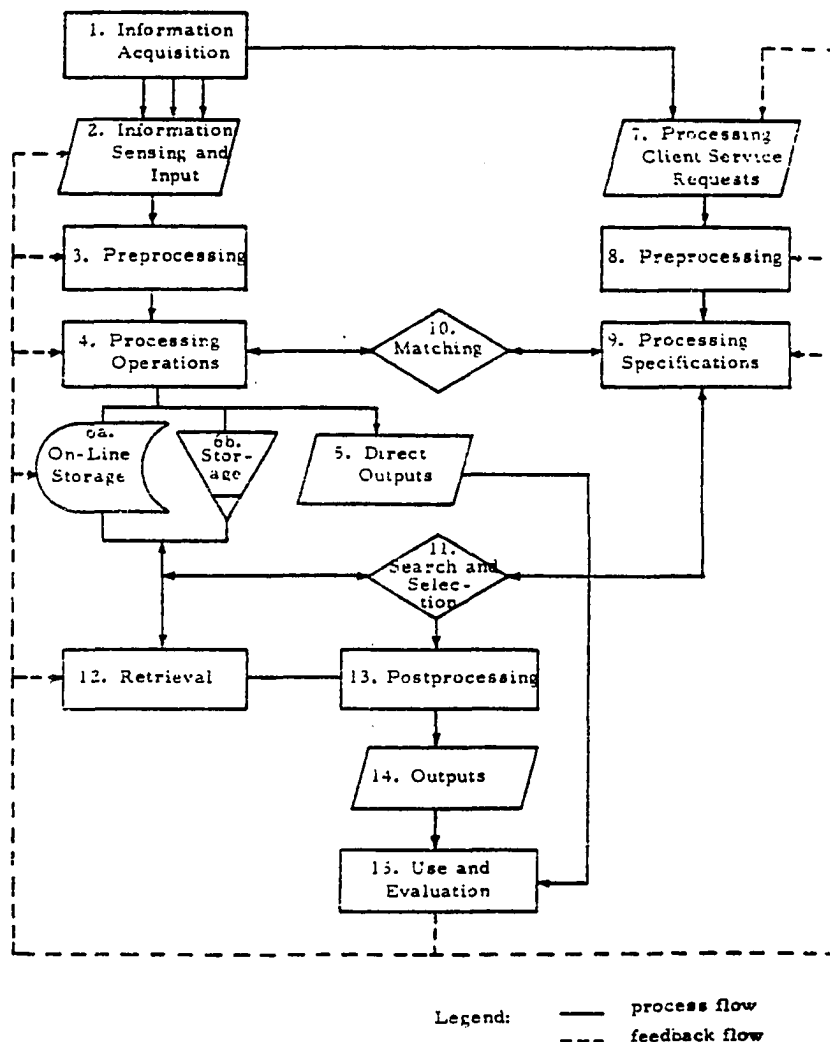 1. Information
Acquisition
2. Information
Sensing and
Input
7. Processing
Client Service
Requests
3. Preprocessing
8. Preprocessing
4. Processing
Operations
10.
Matching
9. Processing
Specifications
6a.
On-Line
Storage
6b.
Stor-
age
5. Direct
Outputs
11.
Search and
Selec-
tion
12. Retrieval
13. Postprocessing
14. Outputs
15. Use and
Evaluation
Legend:
process flow
feedback flow